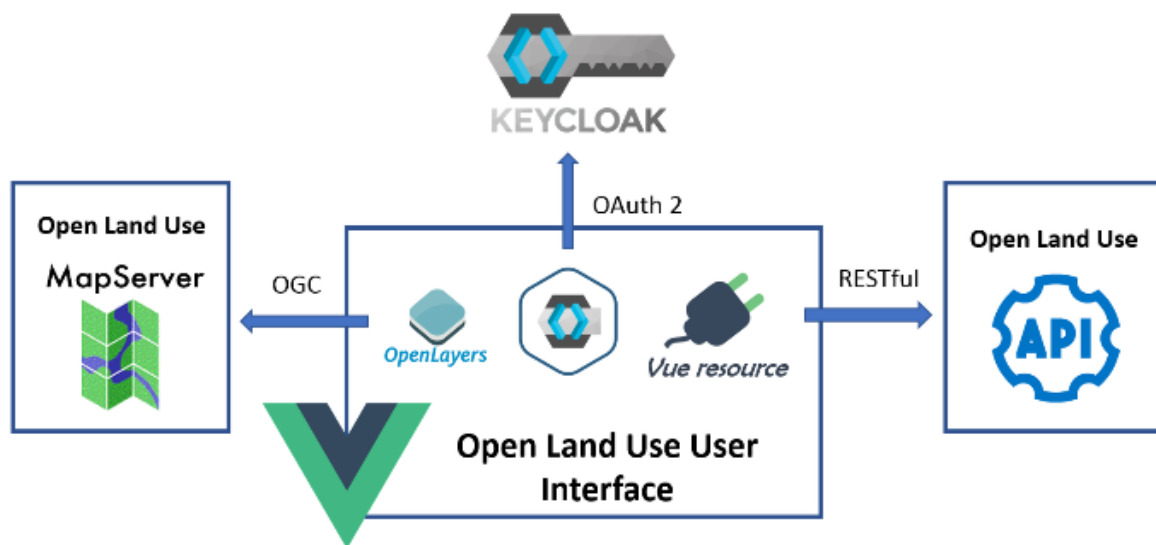 KEYCLOAK
OAuth 2
Open Land Use
MapServer
OGC
OpenLayers
Vue resource
RESTful
Open Land Use
API
Open Land Use User
Interface